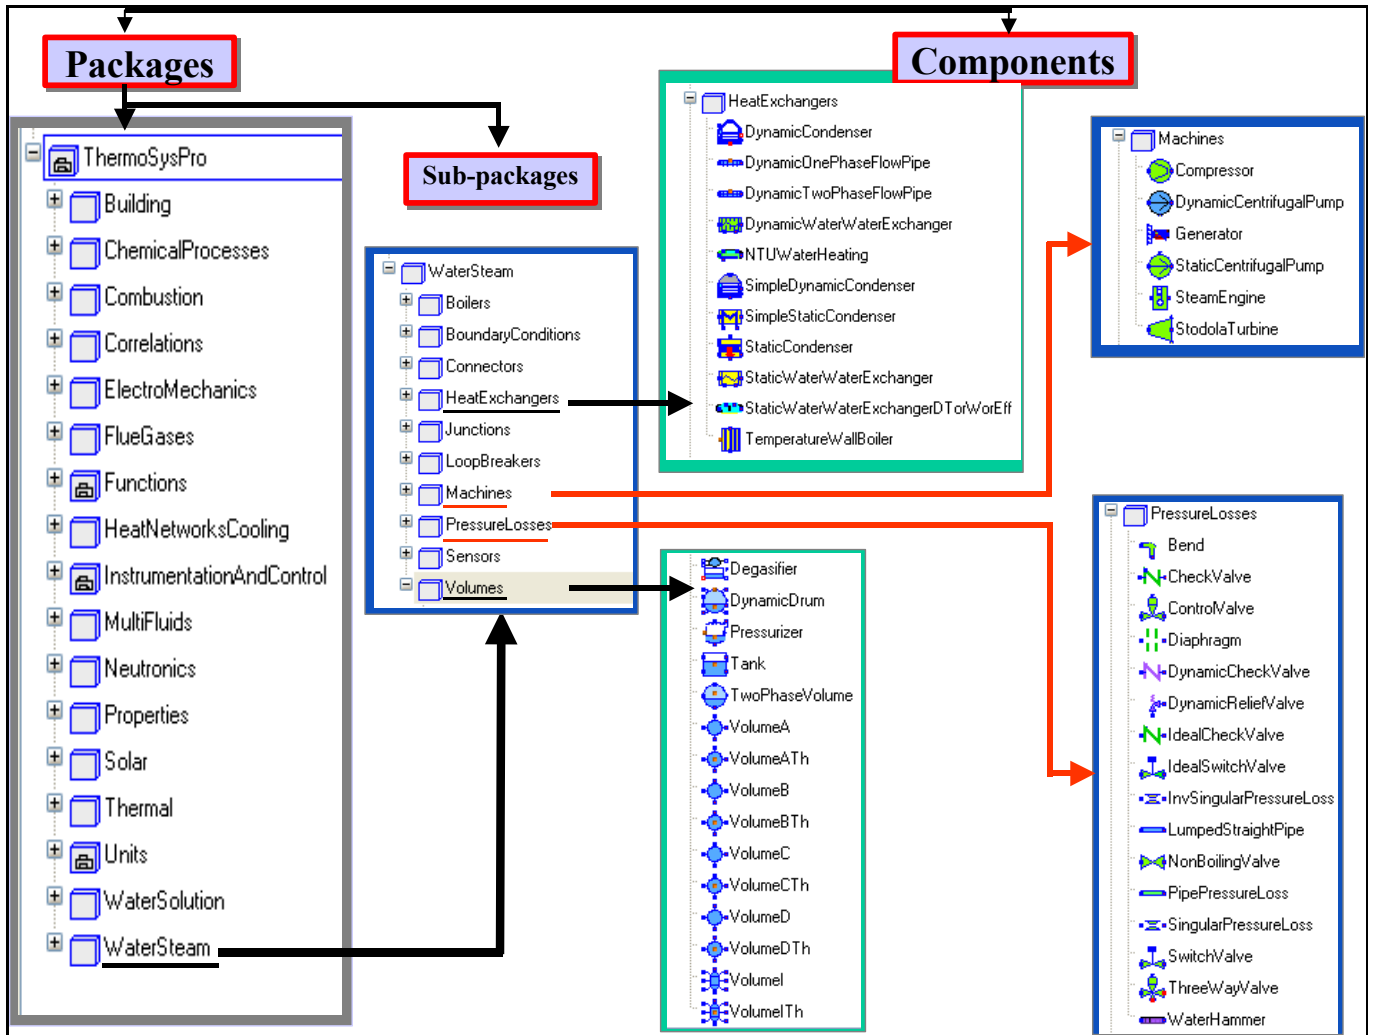 Packages
Components
Sub-packages
ThermoSysPro
Building
ChemicalProcesses
Combustion
Correlations
ElectroMechanics
FlueGases
Functions
HeatNetworksCooling
InstrumentationAndControl
MultiFluids
Neutronics
Properties
Solar
Thermal
Units
WaterSolution
WaterSteam
WaterSteam
Boilers
BoundaryConditions
Connectors
HeatExchangers
Junctions
LoopBreakers
Machines
PressureLosses
Sensors
Volumes
HeatExchangers
DynamicCondenser
DynamicOnePhaseFlowPipe
DynamicTwoPhaseFlowPipe
DynamicWaterWaterExchanger
NTUWaterHeating
SimpleDynamicCondenser
SimpleStaticCondenser
StaticCondenser
StaticWaterWaterExchanger
StaticWaterWaterExchangerDTorWorEff
TemperatureWallBoiler
Degasifier
DynamicDrum
Pressurizer
Tank
TwoPhaseVolume
VolumeA
VolumeATh
VolumeB
VolumeBTh
VolumeC
VolumeCTh
VolumeD
VolumeDTh
VolumeI
VolumeITh
Machines
Compressor
DynamicCentrifugalPump
Generator
StaticCentrifugalPump
SteamEngine
StodolaTurbine
PressureLosses
Bend
CheckValve
ControlValve
Diaphragm
DynamicCheckValve
DynamicReliefValve
IdealCheckValve
IdealSwitchValve
InvSingularPressureLoss
LumpedStraightPipe
NonBoilingValve
PipePressureLoss
SingularPressureLoss
SwitchValve
ThreeWayValve
WaterHammer